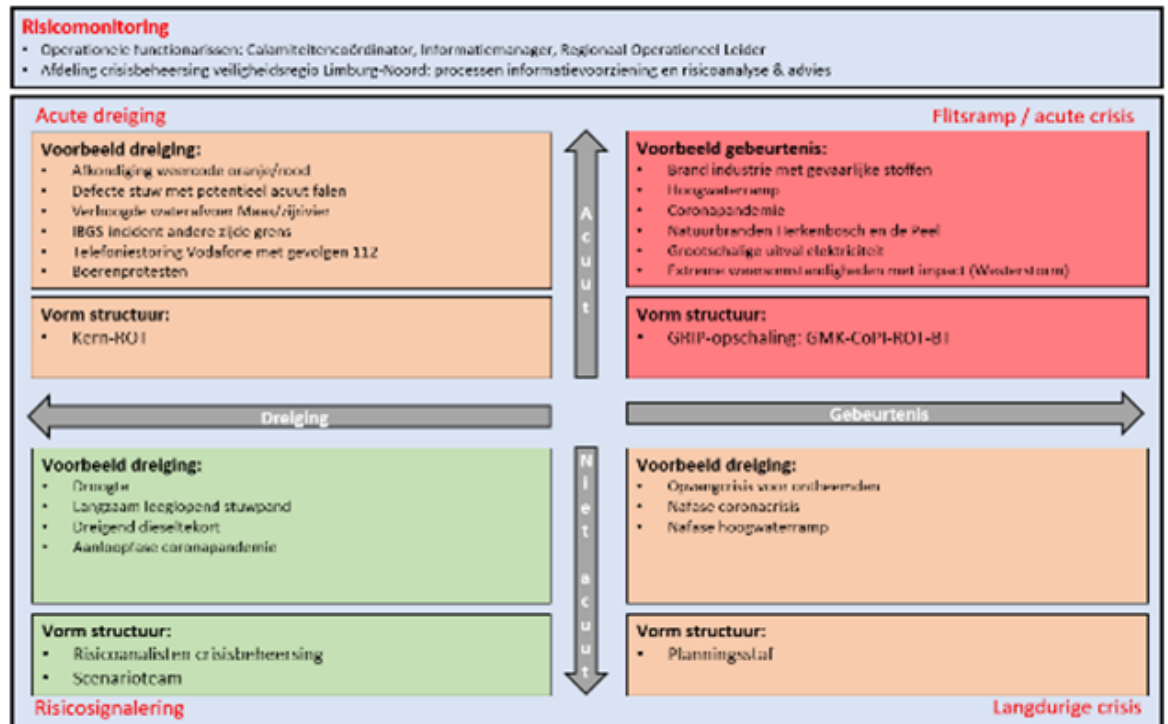 Risicomonitoring
• Operationele functionarissen: Calamiteitencoördinator, Informatiemanager, Regionaal Operationeel Leider
• Afdeling crisisbeheersing veiligheidsregio Limburg-Noord: processen informatievoorziening en risicoanalyse & advies
Acute dreiging
Flitsramp / acute crisis
Voorbeeld dreiging:
• Afkondiging weercode oranje/rood
• Defecte stuw met potentieel acuut falen
• Verhoogde waterafvoer Maas/zijrivier
• IBGS incident andere zijde grens
• Telefoniestoring Vodafone met gevolgen 112
• Boerenprotesten
Vorm structuur:
• Kern-ROT
Acuut
Voorbeeld gebeurtenis:
• Brand industrie met gevaarlijke stoffen
• Hoogwaterramp
• Coronapandemie
• Natuurbranden Herkenbosch en de Peel
• Grootschalige uitval elektriciteit
• Extreme weersomstandigheden met impact (Westerstorm)
Vorm structuur:
• GRIP-opschaling: GMK-CoPI-ROT-BT
Dreiging
Gebeurtenis
Voorbeeld dreiging:
• Droogte
• Langzaam leeglopend stuwpand
• Dreigend dieseltekort
• Aanloopfase coronapandemie
Vorm structuur:
• Risicoanalisten crisisbeheersing
• Scenarioteam
Niet acuut
Voorbeeld dreiging:
• Opvangcrisis voor ontheemden
• Nafase coronacrisis
• Nafase hoogwaterramp
Vorm structuur:
• Planningsstaf
Risicosignalering
Langdurige crisis